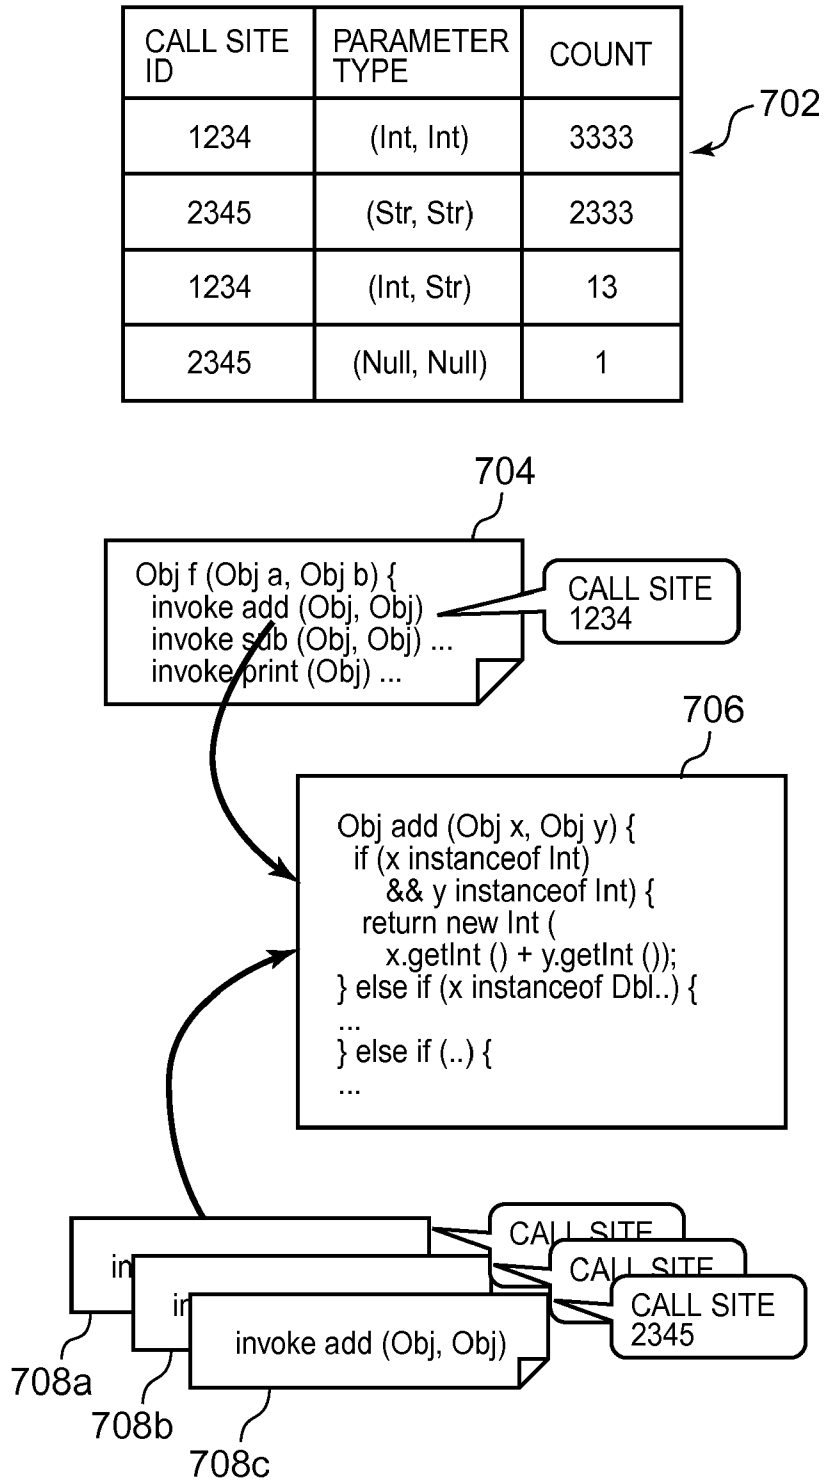 CALL SITE
ID
PARAMETER
TYPE
COUNT
1234
(Int, Int)
3333
2345
(Str, Str)
2333
1234
(Int, Str)
13
2345
(Null, Null)
1
702
704
Obj f (Obj a, Obj b) {
invoke add (Obj, Obj)
invoke sub (Obj, Obj) ...
invoke print (Obj) ...
CALL SITE
1234
706
Obj add (Obj x, Obj y) {
if (x instanceof Int)
&& y instanceof Int) {
return new Int (
x.getInt () + y.getInt ());
} else if (x instanceof Dbl..) {
...
} else if (..) {
...
CALL SITE
CALL SITE
CALL SITE
2345
in
in
invoke add (Obj, Obj)
708a
708b
708c